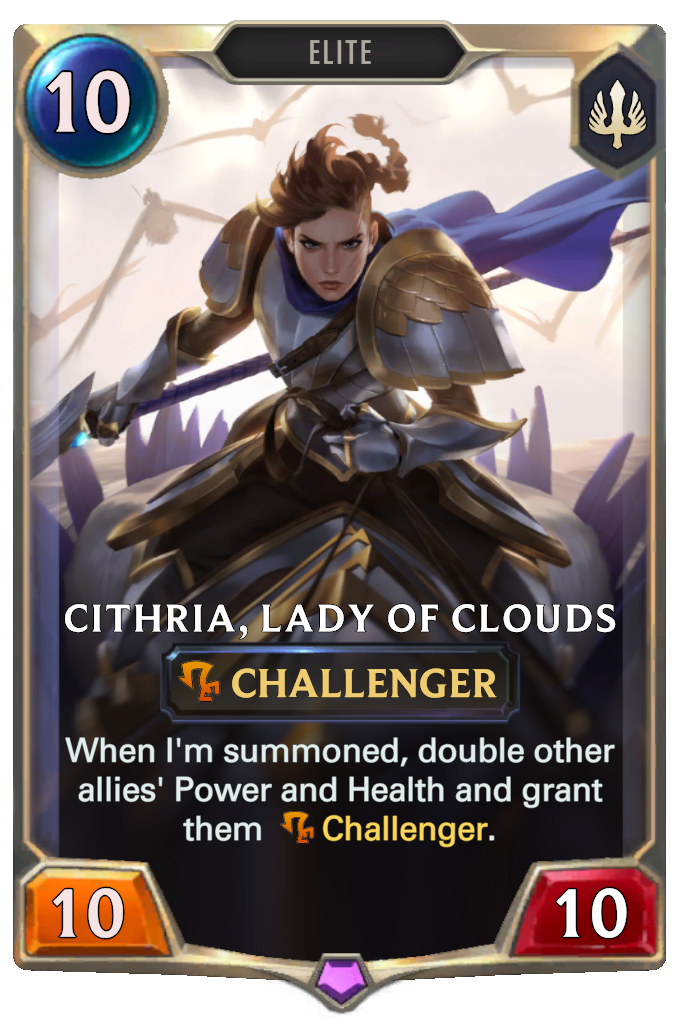 ELITE
10
CITHRIA, LADY OF CLOUDS
CHALLENGER
When I'm summoned, double other
allies' Power and Health and grant
them Challenger.
10
10